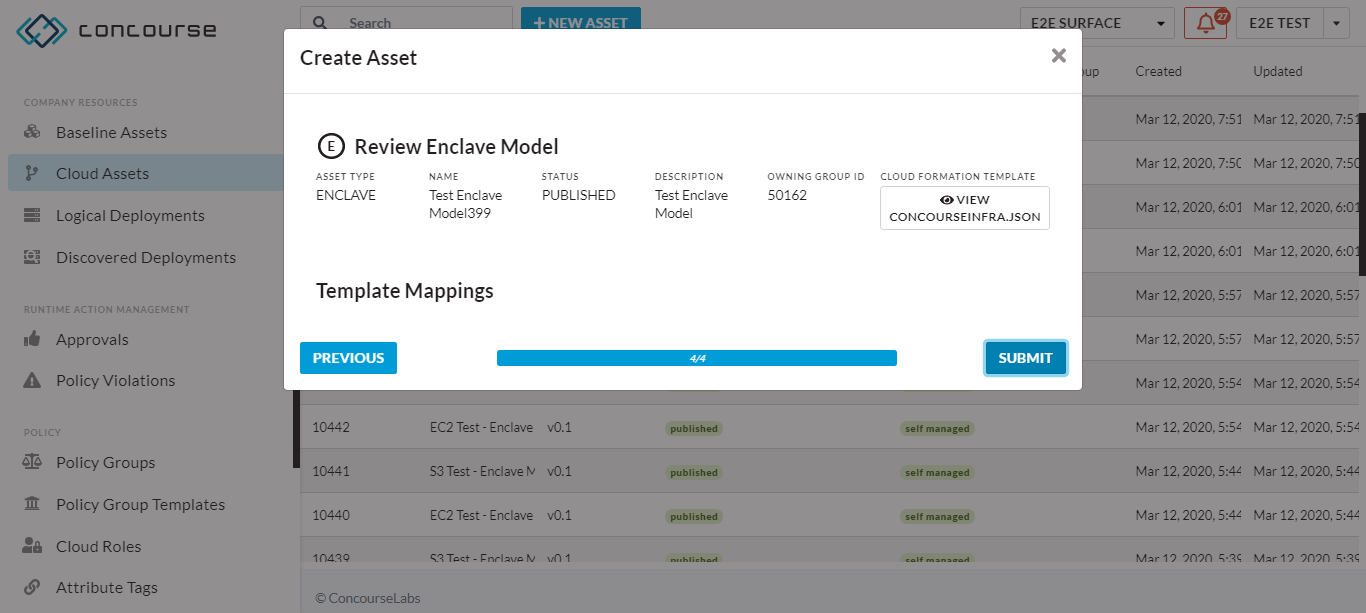 concourse
Search
+ NEW ASSET
E2E SURFACE
27
E2E TEST
Create Asset
Created
Updated
COMPANY RESOURCES
Baseline Assets
Cloud Assets
Logical Deployments
Discovered Deployments
RUNTIME ACTION MANAGEMENT
Approvals
Policy Violations
POLICY
Policy Groups
Policy Group Templates
Cloud Roles
Attribute Tags
E Review Enclave Model
ASSET TYPE NAME STATUS DESCRIPTION OWNING GROUP ID CLOUD FORMATION TEMPLATE
ENCLAVE Test Enclave PUBLISHED Test Enclave 50162 VIEW
Model399 Model CONCOURSEINFRA.JSON
Template Mappings
PREVIOUS 4/4 SUBMIT
Mar 12, 2020, 7:51 Mar 12, 2020, 7:51
Mar 12, 2020, 7:50 Mar 12, 2020, 7:50
Mar 12, 2020, 6:01 Mar 12, 2020, 6:01
Mar 12, 2020, 6:01 Mar 12, 2020, 6:01
Mar 12, 2020, 5:57 Mar 12, 2020, 5:57
Mar 12, 2020, 5:57 Mar 12, 2020, 5:57
Mar 12, 2020, 5:54 Mar 12, 2020, 5:54
10442 EC2 Test - Enclave v0.1 published self managed Mar 12, 2020, 5:54 Mar 12, 2020, 5:54
10441 S3 Test - Enclave v0.1 published self managed Mar 12, 2020, 5:44 Mar 12, 2020, 5:44
10440 EC2 Test - Enclave v0.1 published self managed Mar 12, 2020, 5:44 Mar 12, 2020, 5:44
10439 S3 Test - Enclave v0.1 published self managed Mar 12, 2020, 5:39 Mar 12, 2020, 5:39
© ConcourseLabs